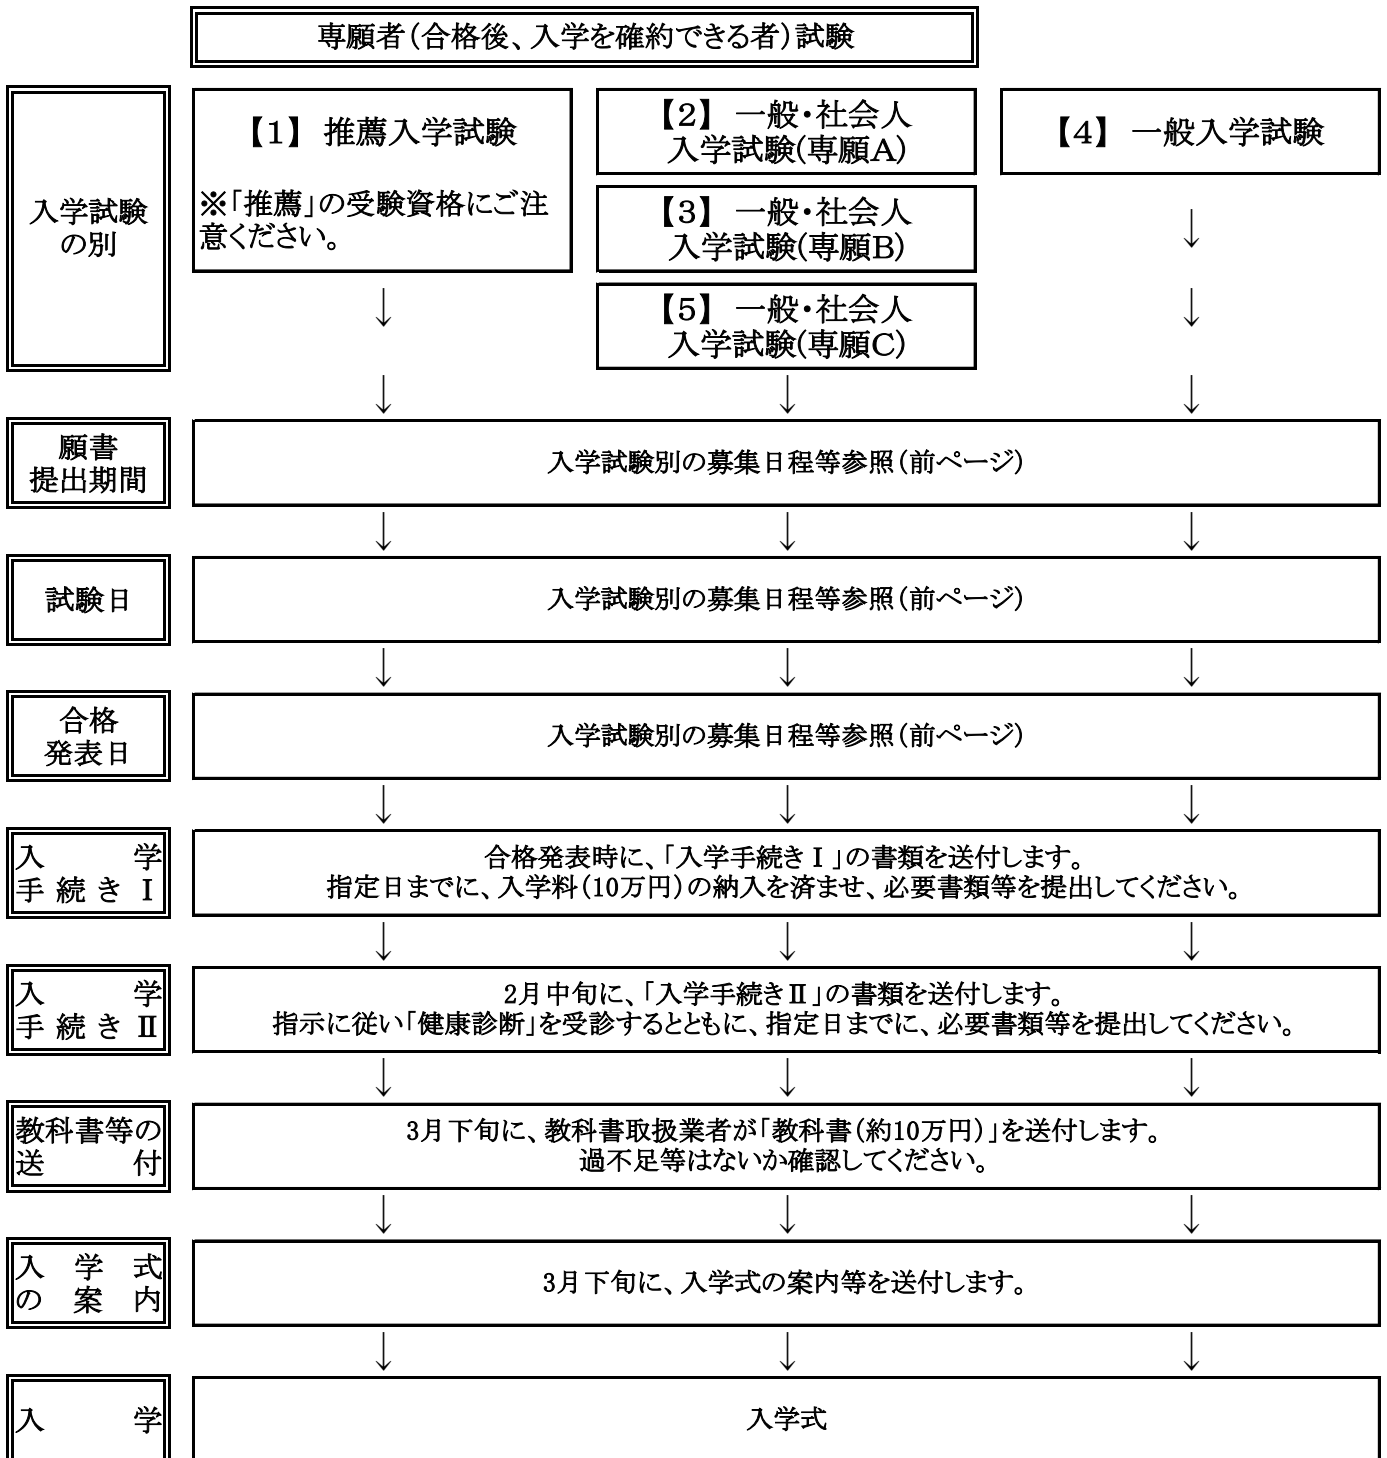 専願者（合格後、入学を確約できる者）試験
入学試験
の別
【１】 推薦入学試験
※「推薦」の受験資格にご注
意ください。
【２】 一般・社会人
入学試験（専願Ａ）
【３】 一般・社会人
入学試験（専願Ｂ）
【５】 一般・社会人
入学試験（専願Ｃ）
【４】 一般入学試験
↓
↓
↓
↓ ↓ ↓
願書
提出期間
入学試験別の募集日程等参照（前ページ）
↓ ↓ ↓
試験日
入学試験別の募集日程等参照（前ページ）
↓ ↓ ↓
合格
発表日
入学試験別の募集日程等参照（前ページ）
↓ ↓ ↓
入学
手続きⅠ
合格発表時に、「入学手続きⅠ」の書類を送付します。
指定日までに、入学料（10万円）の納入を済ませ、必要書類等を提出してください。
↓ ↓ ↓
入学
手続きⅡ
2月中旬に、「入学手続きⅡ」の書類を送付します。
指示に従い「健康診断」を受診するとともに、指定日までに、必要書類等を提出してください。
↓ ↓ ↓
教科書等の
送付
3月下旬に、教科書取扱業者が「教科書（約10万円）」を送付します。
過不足等はないか確認してください。
↓ ↓ ↓
入学式
の案内
3月下旬に、入学式の案内等を送付します。
↓ ↓ ↓
入学
入学式